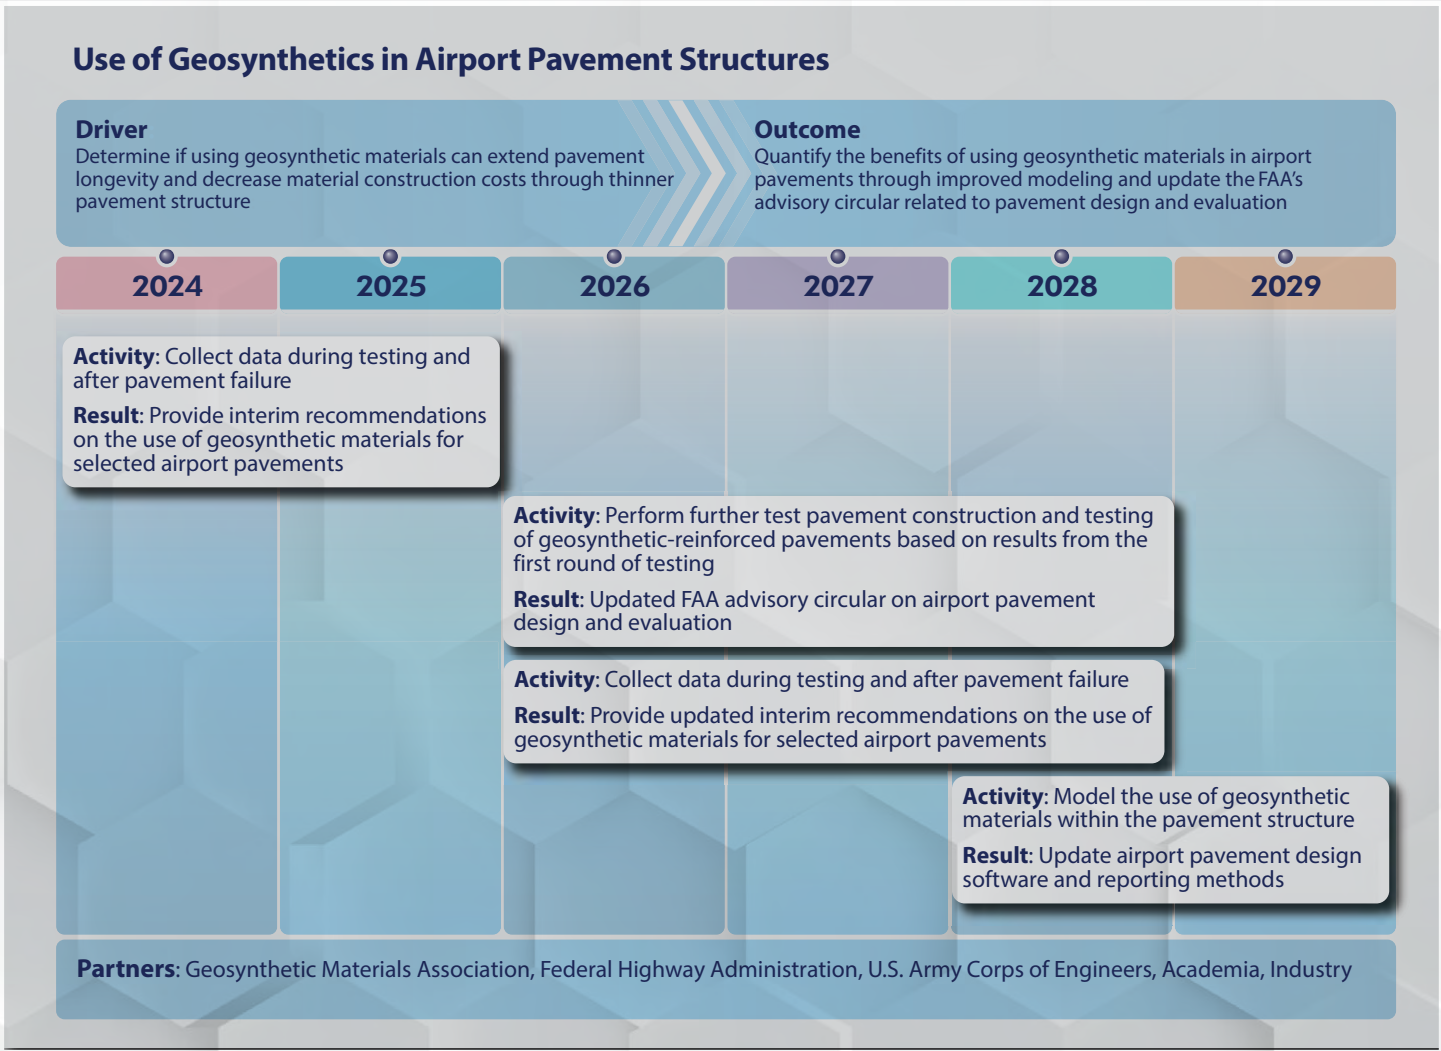 Use of Geosynthetics in Airport Pavement Structures
Driver
Determine if using geosynthetic materials can extend pavement
longevity and decrease material construction costs through thinner
pavement structure
Outcome
Quantify the benefits of using geosynthetic materials in airport
pavements through improved modeling and update the FAA’s
advisory circular related to pavement design and evaluation
2024
2025
2026
2027
2028
2029
Activity: Collect data during testing and
after pavement failure
Result: Provide interim recommendations
on the use of geosynthetic materials for
selected airport pavements
Activity: Perform further test pavement construction and testing
of geosynthetic-reinforced pavements based on results from the
first round of testing
Result: Updated FAA advisory circular on airport pavement
design and evaluation
Activity: Collect data during testing and after pavement failure
Result: Provide updated interim recommendations on the use of
geosynthetic materials for selected airport pavements
Activity: Model the use of geosynthetic
materials within the pavement structure
Result: Update airport pavement design
software and reporting methods
Partners: Geosynthetic Materials Association, Federal Highway Administration, U.S. Army Corps of Engineers, Academia, Industry